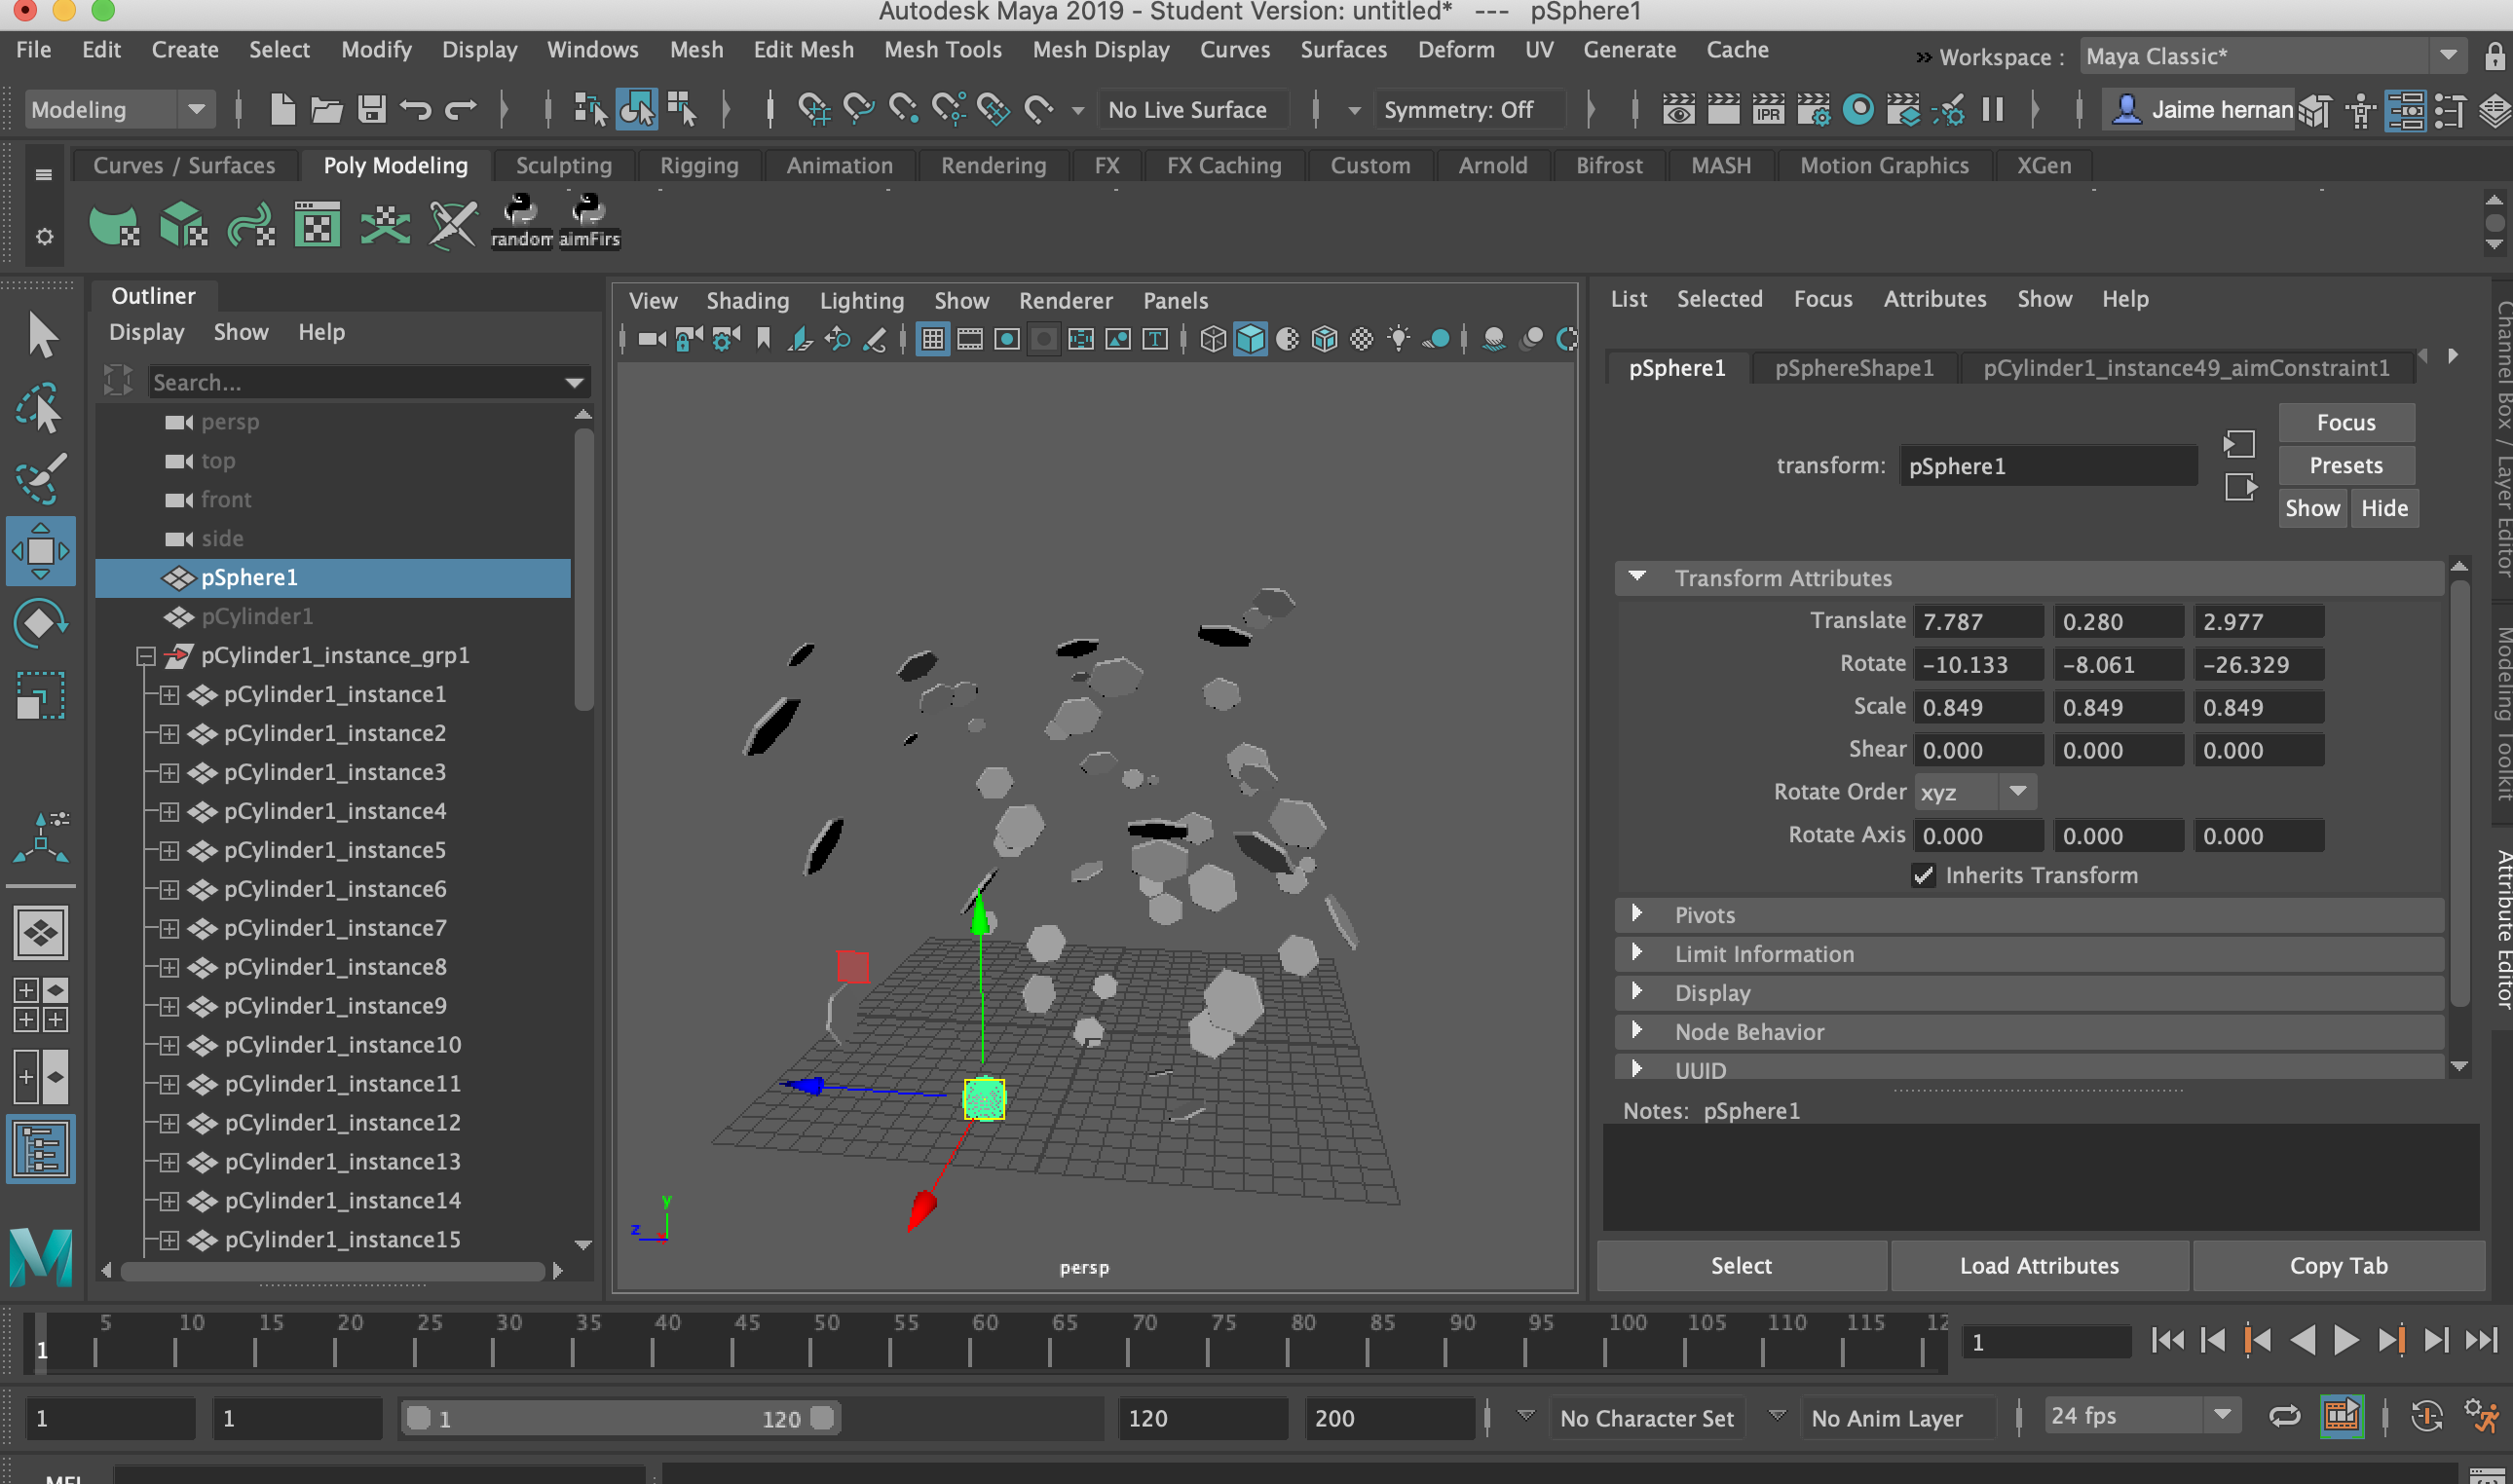 Autodesk Maya 2019 - Student Version: untitled* --- pSphere1
File Edit Create Select Modify Display Windows Mesh Edit Mesh Mesh Tools Mesh Display Curves Surfaces Deform UV Generate Cache
Workspace : Maya Classic*
Modeling
No Live Surface
Symmetry: Off
IPR
Jaime hernan
Curves / Surfaces Poly Modeling Sculpting Rigging Animation Rendering FX FX Caching Custom Arnold Bifrost MASH Motion Graphics XGen
random aimFirs
Outliner
Display Show Help
Search...
persp
top
front
side
pSphere1
pCylinder1
pCylinder1_instance_grp1
pCylinder1_instance1
pCylinder1_instance2
pCylinder1_instance3
pCylinder1_instance4
pCylinder1_instance5
pCylinder1_instance6
pCylinder1_instance7
pCylinder1_instance8
pCylinder1_instance9
pCylinder1_instance10
pCylinder1_instance11
pCylinder1_instance12
pCylinder1_instance13
pCylinder1_instance14
pCylinder1_instance15
View Shading Lighting Show Renderer Panels
y
z
x
persp
List Selected Focus Attributes Show Help
pSphere1 pSphereShape1 pCylinder1_instance49_aimConstraint1
transform: pSphere1
Focus
Presets
Show Hide
Transform Attributes
Translate 7.787 0.280 2.977
Rotate -10.133 -8.061 -26.329
Scale 0.849 0.849 0.849
Shear 0.000 0.000 0.000
Rotate Order xyz
Rotate Axis 0.000 0.000 0.000
Inherits Transform
Pivots
Limit Information
Display
Node Behavior
UUID
Notes: pSphere1
Select Load Attributes Copy Tab
Channel Box / Layer Editor
Modeling Toolkit
Attribute Editor
5 10 15 20 25 30 35 40 45 50 55 60 65 70 75 80 85 90 95 100 105 110 115 12
1
1
1 1 1 120 120 200 No Character Set No Anim Layer 24 fps
MEL